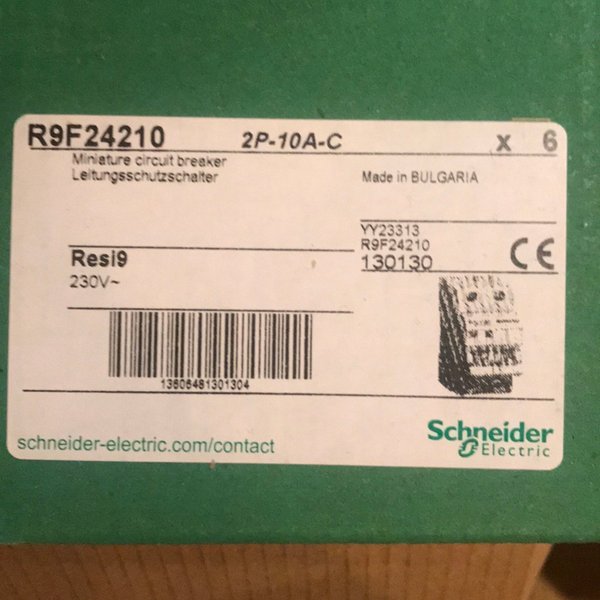 R9F24210 2P-10A-C x 6
Miniature circuit breaker
Leitungsschutzschalter
Made in BULGARIA
YY23313
R9F24210
130130
CE
Resi9
230V~
13606481301304
schneider-electric.com/contact
Schneider
Electric